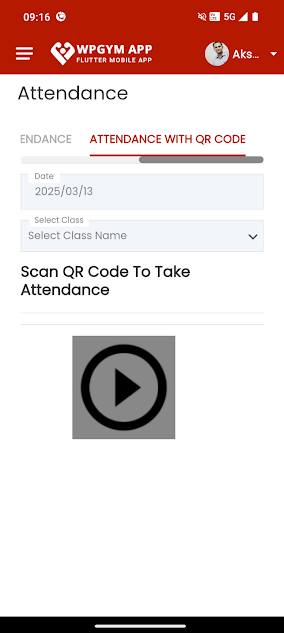 09:16 5G
WPGYM APP
FLUTTER MOBILE APP
Aks...
Attendance
ENDANCE ATTENDANCE WITH QR CODE
Date
2025/03/13
Select Class
Select Class Name
Scan QR Code To Take
Attendance